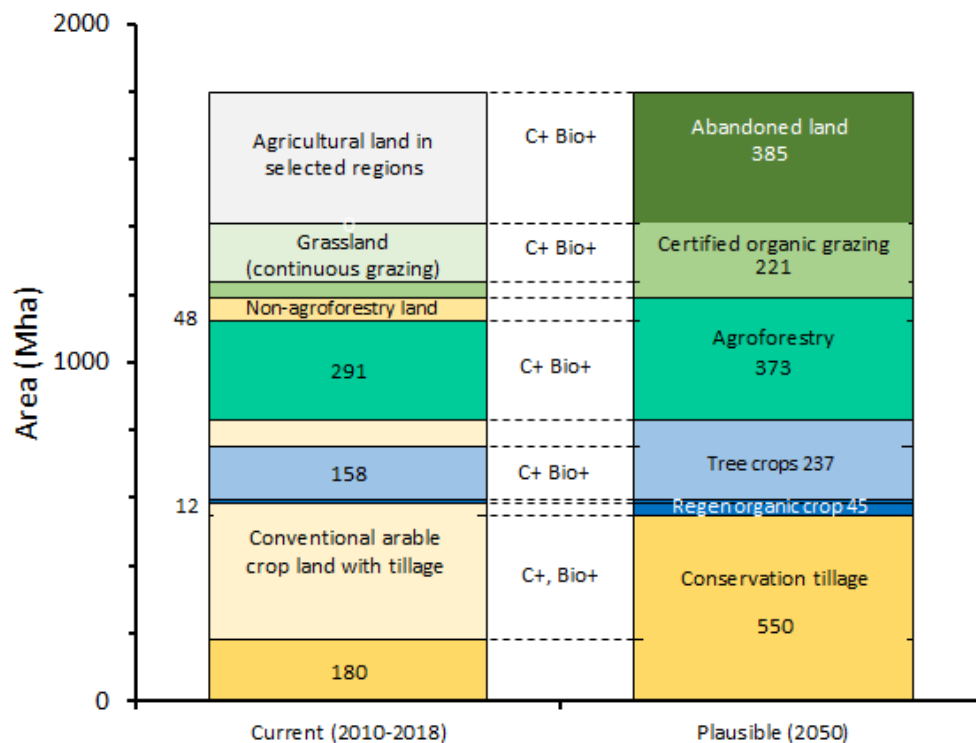 2000
1000
0
Area (Mha)
48
12
Agricultural land in
selected regions
0
Grassland
(continuous grazing)
Non-agroforestry land
291
158
Conventional arable
crop land with tillage
180
C+ Bio+
C+ Bio+
C+ Bio+
C+ Bio+
C+, Bio+
Abandoned land
385
Certified organic grazing
221
Agroforestry
373
Tree crops 237
Regen organic crop 45
Conservation tillage
550
Current (2010-2018)
Plausible (2050)